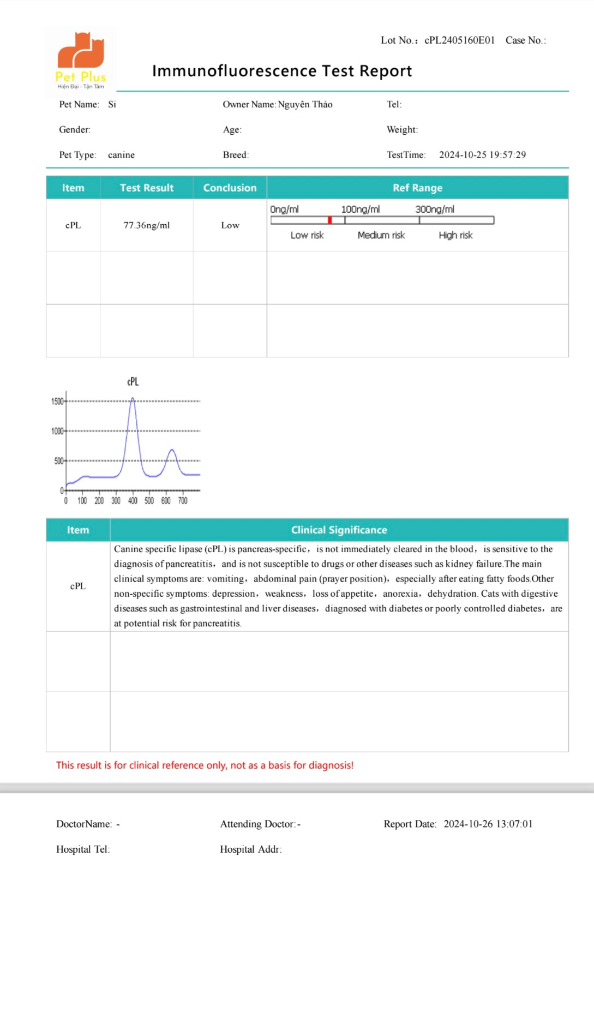 Lot No.：cPL2405160E01 Case No.:
Pet Plus
Hiện Đại - Tận Tâm
Immunofluorescence Test Report
Pet Name: Si Owner Name: Nguyên Thảo Tel:
Gender: Age: Weight:
Pet Type: canine Breed: TestTime: 2024-10-25 19:57:29
Item Test Result Conclusion Ref Range
0ng/ml 100ng/ml 300ng/ml
cPL 77.36ng/ml Low
Low risk Medium risk High risk
cPL
1500
1000
500
0
0 100 200 300 400 500 600 700
Item Clinical Significance
Canine specific lipase (cPL) is pancreas-specific，is not immediately cleared in the blood，is sensitive to the
diagnosis of pancreatitis，and is not susceptible to drugs or other diseases such as kidney failure.The main
clinical symptoms are: vomiting，abdominal pain (prayer position)，especially after eating fatty foods.Other
cPL
non-specific symptoms: depression，weakness，loss of appetite，anorexia，dehydration. Cats with digestive
diseases such as gastrointestinal and liver diseases，diagnosed with diabetes or poorly controlled diabetes，are
at potential risk for pancreatitis.
This result is for clinical reference only, not as a basis for diagnosis!
DoctorName: - Attending Doctor:- Report Date: 2024-10-26 13:07:01
Hospital Tel: Hospital Addr: